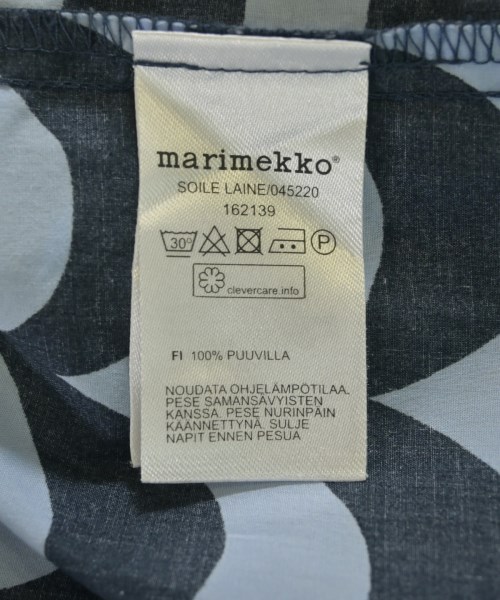 marimekko®
SOILE LAINE/045220
162139
30°
P
clevercare.info
FI 100% PUUVILLA
NOUDATA OHJELÄMPÖTILAA.
PESE SAMANSÄVYISTEN
KANSSA. PESE NURINPÄIN
KÄÄNNETTYNÄ. SULJE
NAPIT ENNEN PESUA